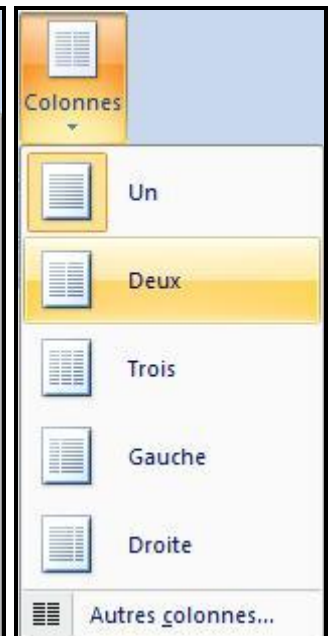 Colonnes
Un
Deux
Trois
Gauche
Droite
Autres colonnes...